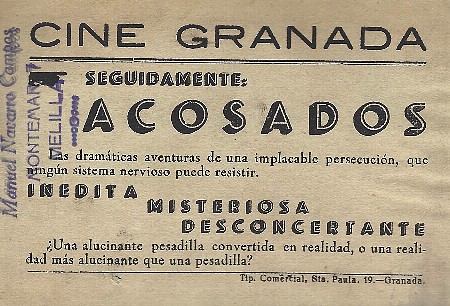 CINE GRANADA
SEGUIDAMENTE:
ACOSADOS
Las dramáticas aventuras de una implacable persecución, que
ningún sistema nervioso puede resistir.
INEDITA
MISTERIOSA
DESCONCERTANTE
¿Una alucinante pesadilla convertida en realidad, o una reali-
dad más alucinante que una pesadilla?
Tip. Comercial, Sta. Paula, 19.—Granada.
Manuel Navarro Campos
MONTEMAR, 7
MELILLA